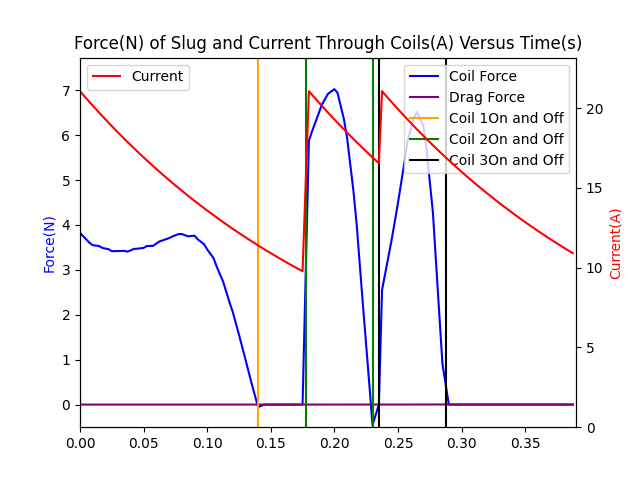 Force(N) of Slug and Current Through Coils(A) Versus Time(s)
Current
Coil Force
Drag Force
Coil 1On and Off
Coil 2On and Off
Coil 3On and Off
Force(N)
7
6
5
4
3
2
1
0
Current(A)
20
15
10
5
0
0.00 0.05 0.10 0.15 0.20 0.25 0.30 0.35